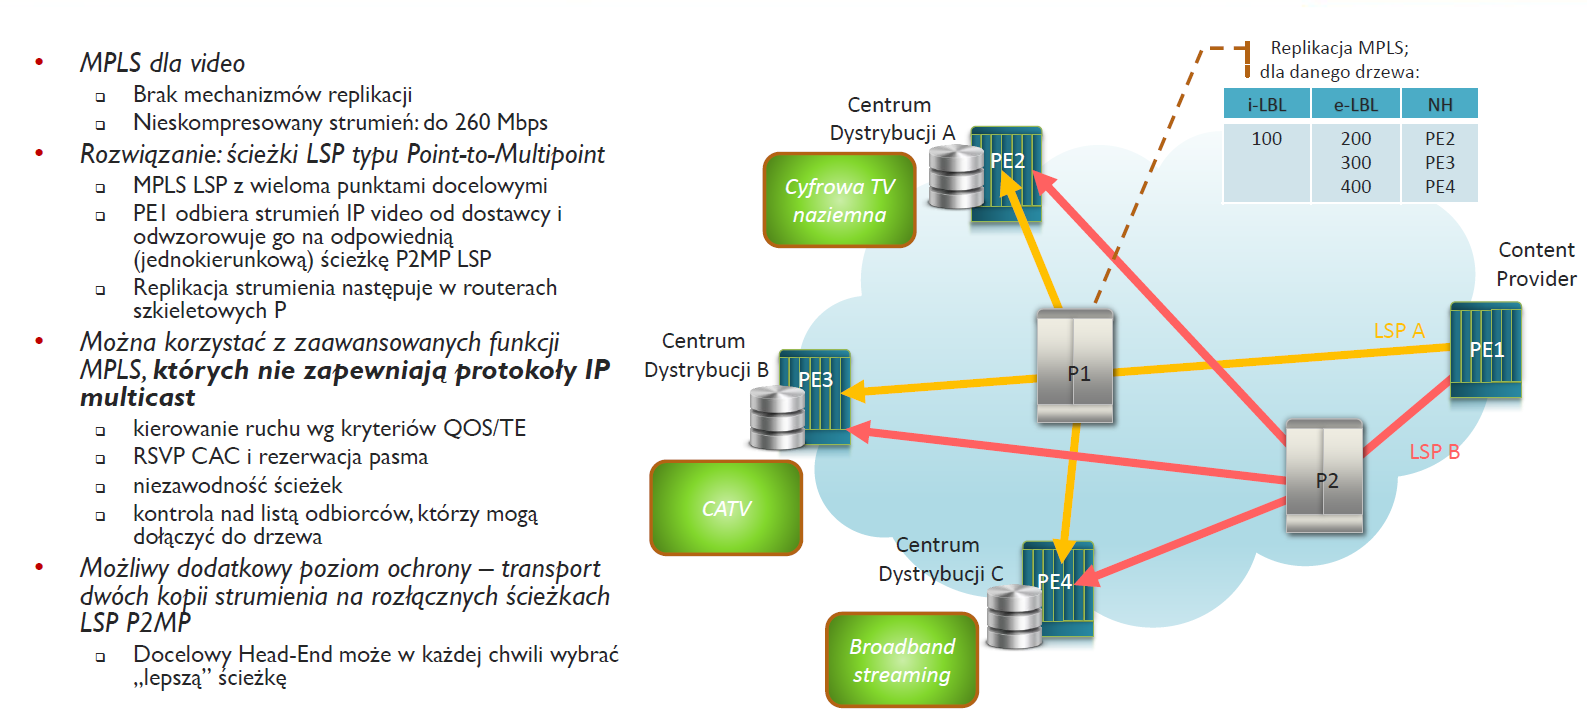 • MPLS dla video
❑ Brak mechanizmów replikacji
❑ Nieskompresowany strumień: do 260 Mbps
• Rozwiązanie: ścieżki LSP typu Point-to-Multipoint
❑ MPLS LSP z wieloma punktami docelowymi
❑ PE1 odbiera strumień IP video od dostawcy i
odwzorowuje go na odpowiednią
(jednokierunkową) ścieżkę P2MP LSP
❑ Replikacja strumienia następuje w routerach
szkieletowych P
• Można korzystać z zaawansowanych funkcji
MPLS, których nie zapewniają protokoły IP
multicast
❑ kierowanie ruchu wg kryteriów QOS/TE
❑ RSVP CAC i rezerwacja pasma
❑ niezawodność ścieżek
❑ kontrola nad listą odbiorców, którzy mogą
dołączyć do drzewa
• Możliwy dodatkowy poziom ochrony – transport
dwóch kopii strumienia na rozłącznych ścieżkach
LSP P2MP
❑ Docelowy Head-End może w każdej chwili wybrać
„lepszą” ścieżkę
Replikacja MPLS;
dla danego drzewa:
i-LBL e-LBL NH
100 200 PE2
300 PE3
400 PE4
Centrum
Dystrybucji A
PE2
Cyfrowa TV
naziemna
Content
Provider
LSP A
PE1
Centrum
Dystrybucji B
PE3
P1
LSP B
P2
CATV
Centrum
Dystrybucji C
PE4
Broadband
streaming